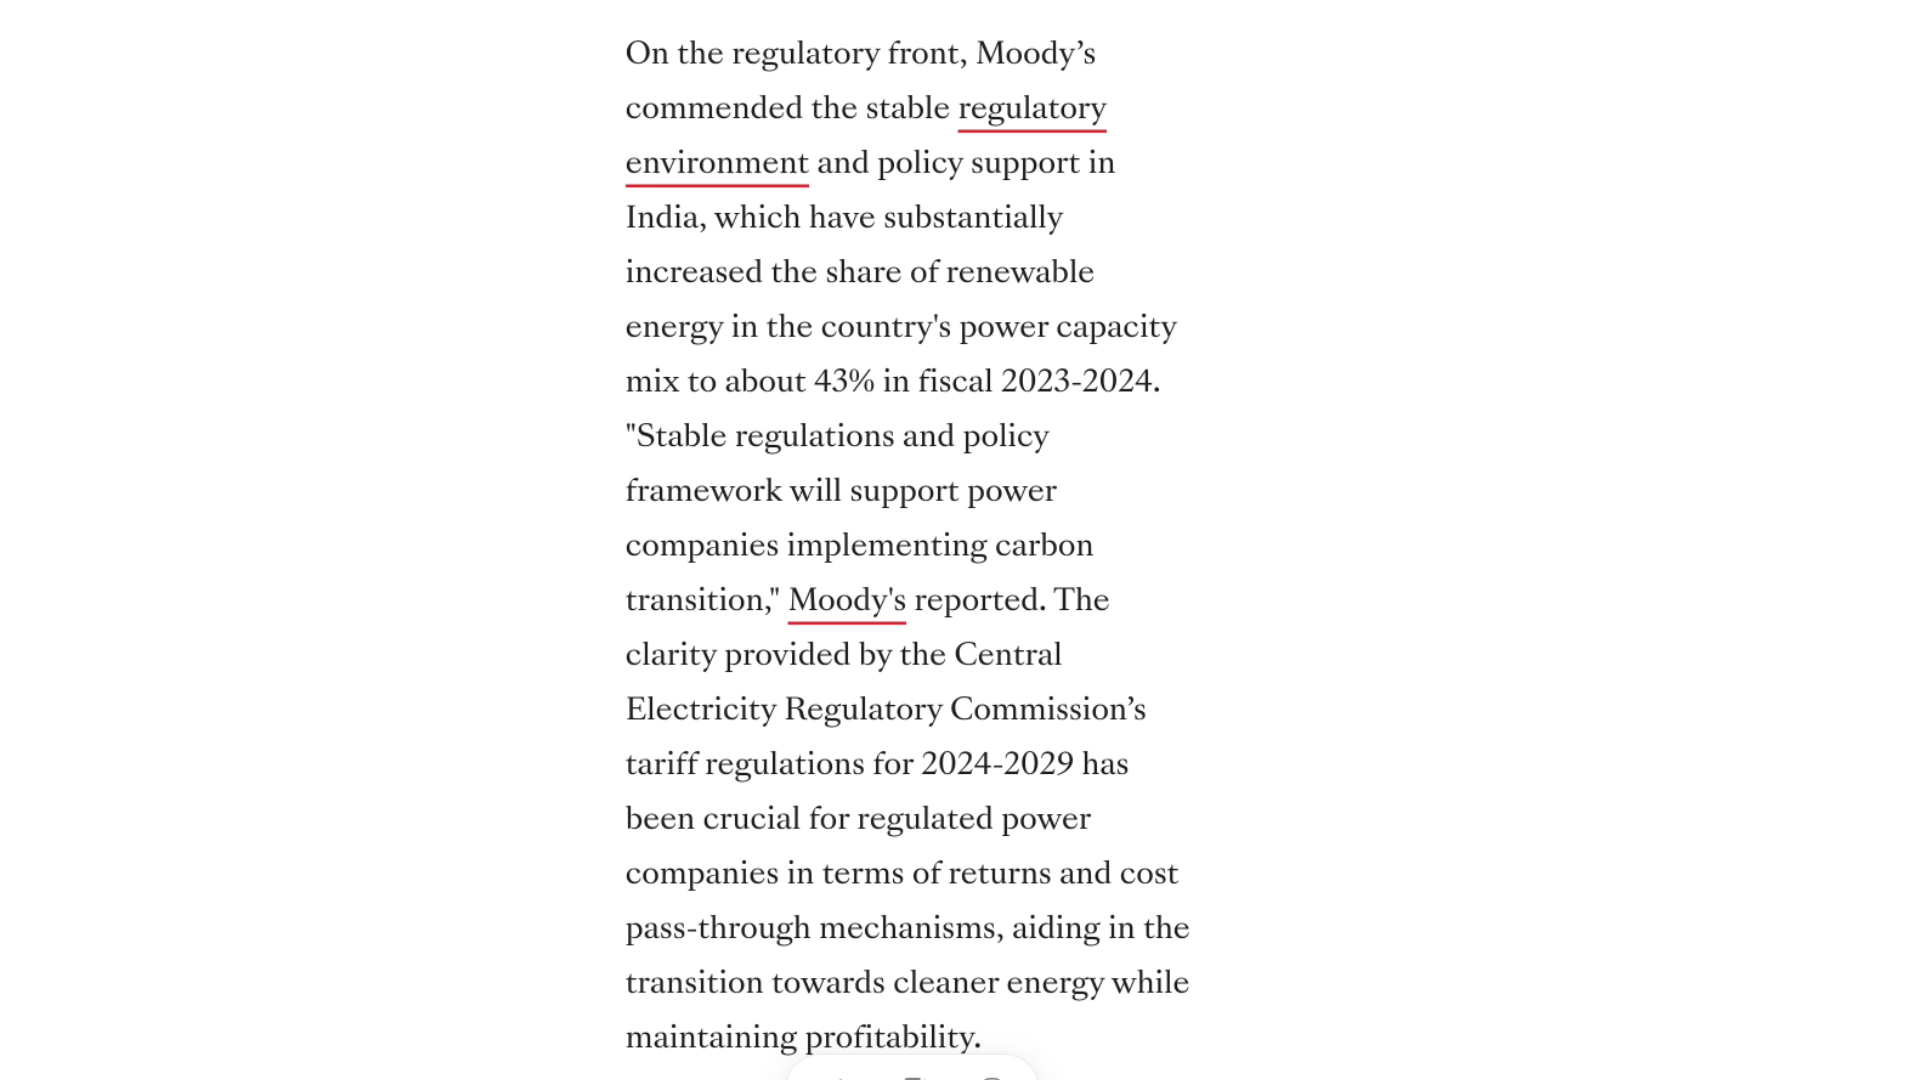 On the regulatory front, Moody’s
commended the stable regulatory
environment and policy support in
India, which have substantially
increased the share of renewable
energy in the country's power capacity
mix to about 43% in fiscal 2023-2024.
"Stable regulations and policy
framework will support power
companies implementing carbon
transition," Moody's reported. The
clarity provided by the Central
Electricity Regulatory Commission’s
tariff regulations for 2024-2029 has
been crucial for regulated power
companies in terms of returns and cost
pass-through mechanisms, aiding in the
transition towards cleaner energy while
maintaining profitability.